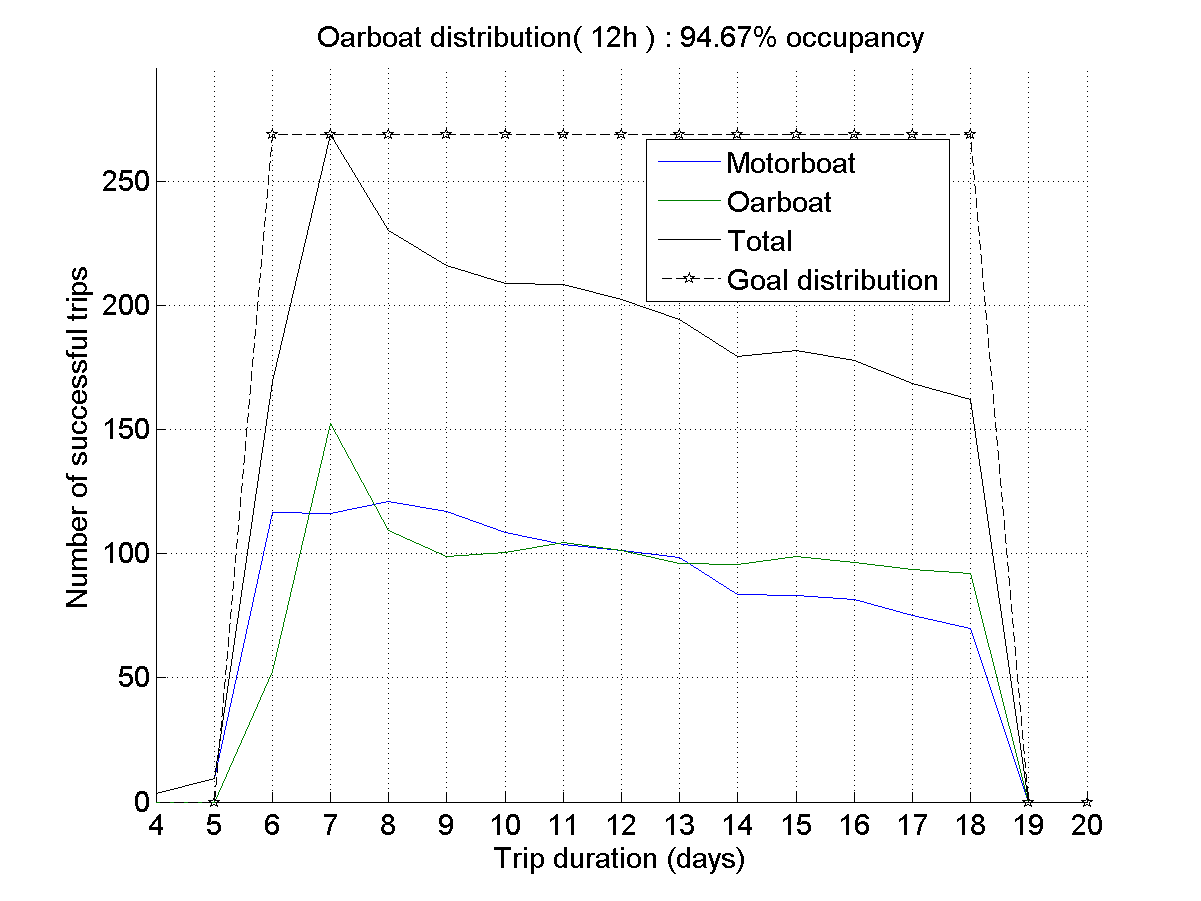 Oarboat distribution( 12h ) : 94.67% occupancy
Number of successful trips
250
200
150
100
50
0
Motorboat
Oarboat
Total
Goal distribution
4 5 6 7 8 9 10 11 12 13 14 15 16 17 18 19 20
Trip duration (days)